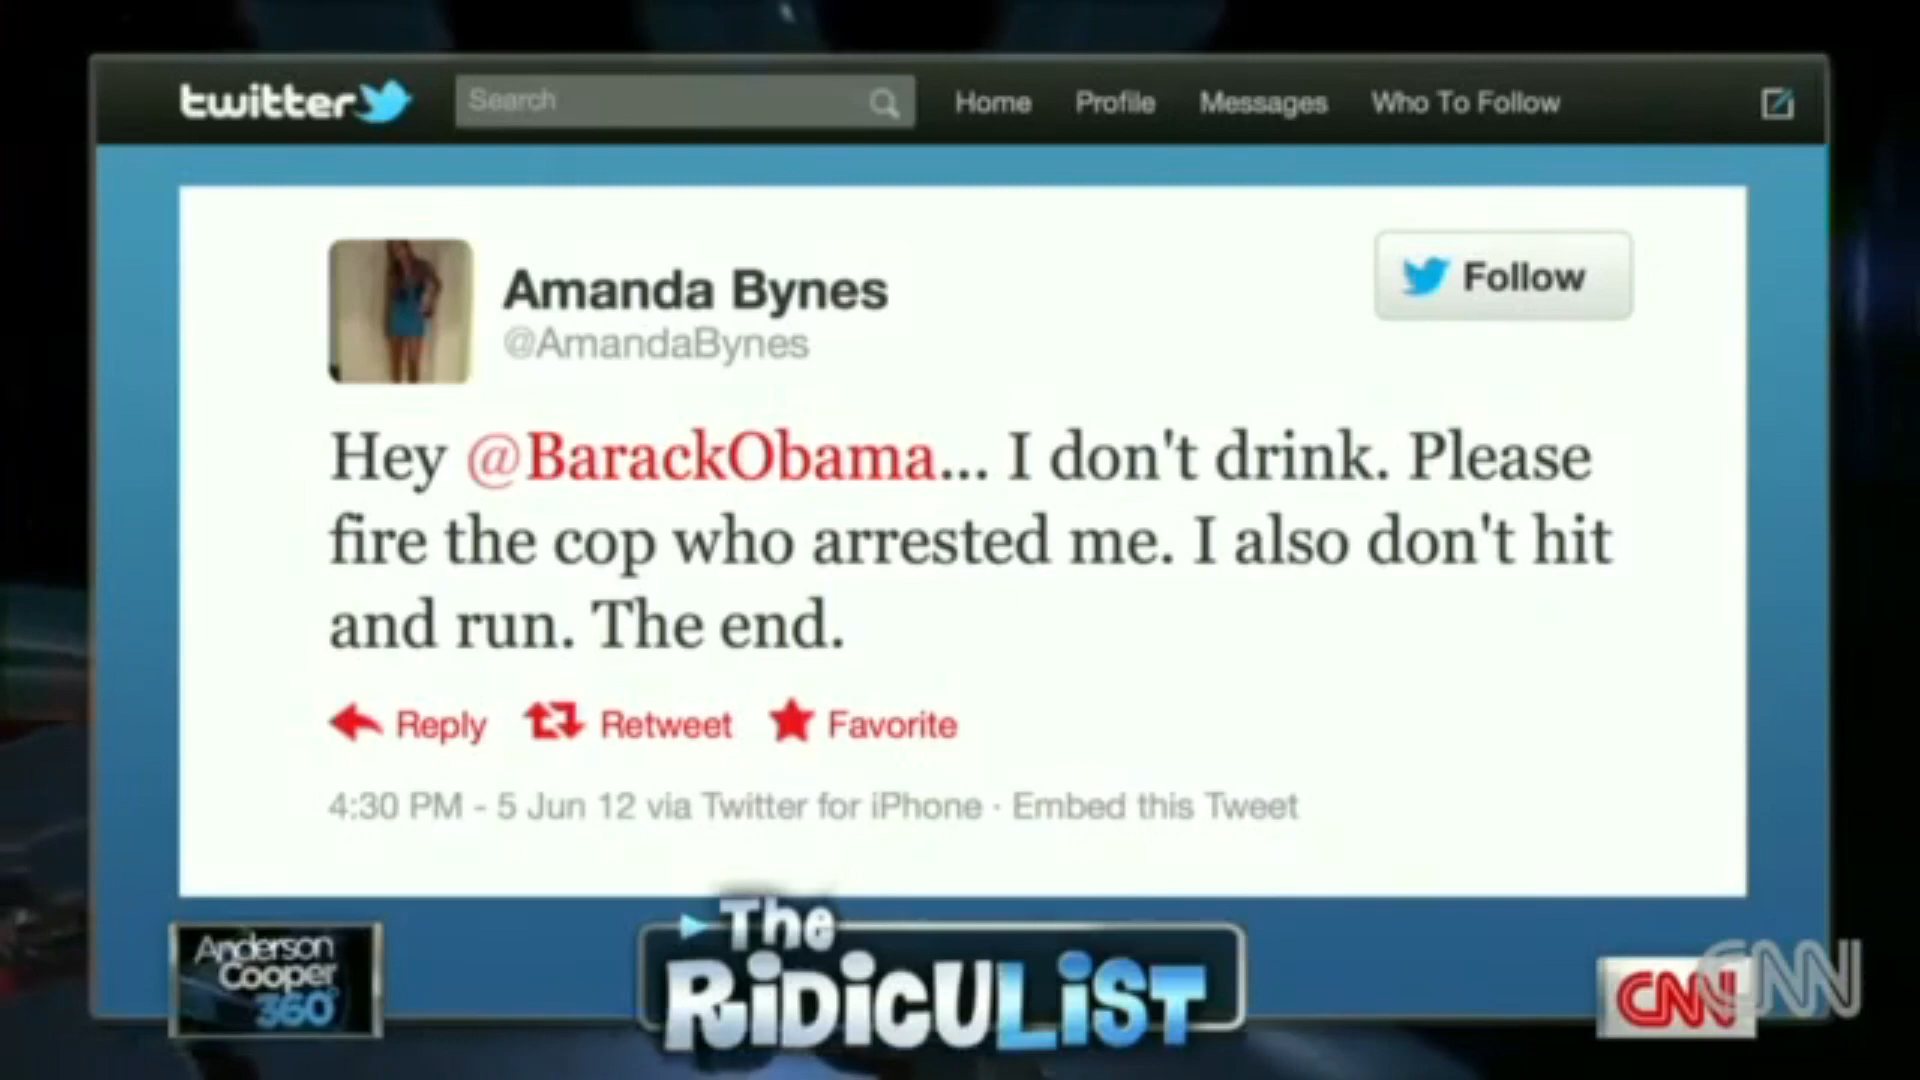 twitter
Search
Home Profile Messages Who To Follow
Amanda Bynes
@AmandaBynes
Follow
Hey @BarackObama... I don't drink. Please
fire the cop who arrested me. I also don't hit
and run. The end.
Reply Retweet Favorite
4:30 PM - 5 Jun 12 via Twitter for iPhone · Embed this Tweet
Anderson
Cooper
360°
The
RiDiCULiST
CNN
CNN